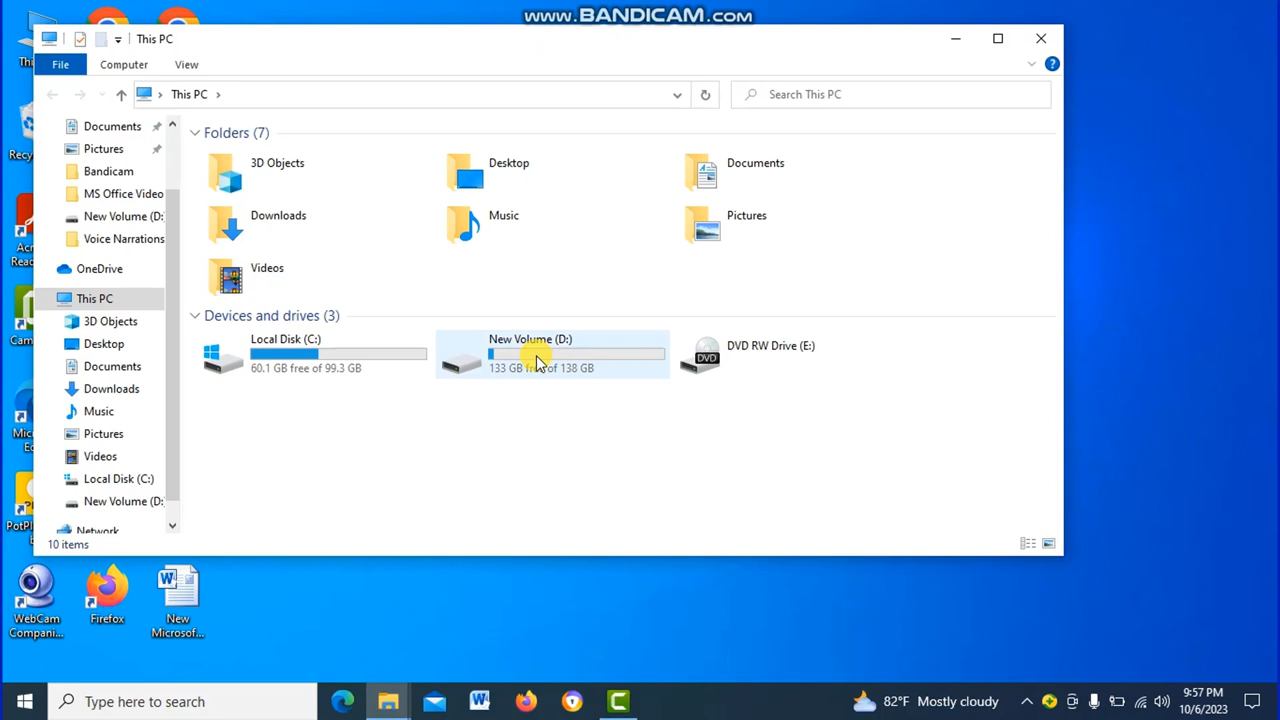 www.BANDICAM.com
This PC
File
Computer
View
This PC
Search This PC
Documents
Pictures
Bandicam
MS Office Video
New Volume (D:
Voice Narrations
OneDrive
This PC
3D Objects
Desktop
Documents
Downloads
Music
Pictures
Videos
Local Disk (C:)
New Volume (D:
Network
Folders (7)
3D Objects
Desktop
Documents
Downloads
Music
Pictures
Videos
Devices and drives (3)
Local Disk (C:)
60.1 GB free of 99.3 GB
New Volume (D:)
133 GB free of 138 GB
DVD RW Drive (E:)
DVD
10 items
WebCam
Compani...
Firefox
New
Microsof...
Type here to search
82°F Mostly cloudy
9:57 PM
10/6/2023